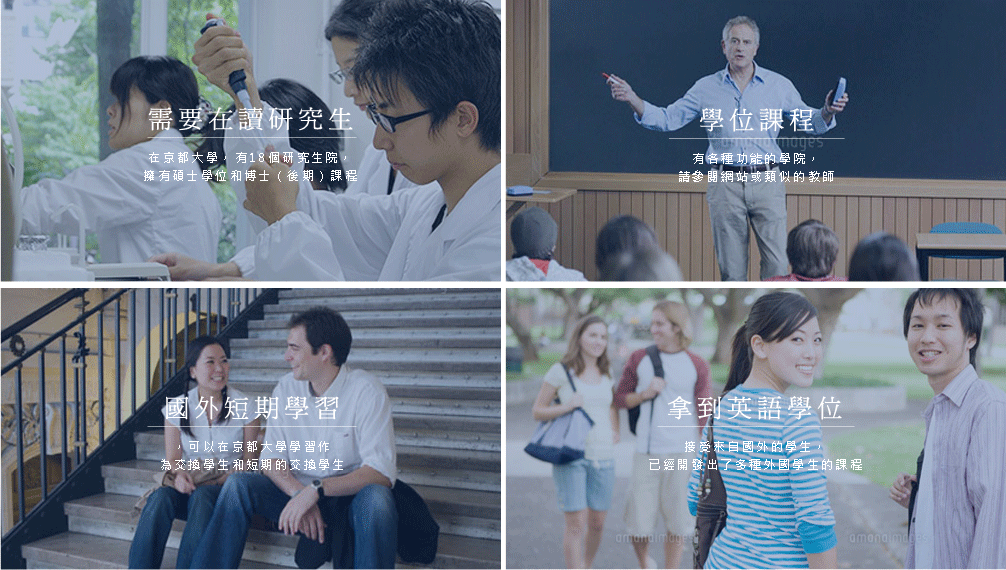 需要在讀研究生
在京都大學，有18個研究生院，
擁有碩士學位和博士（後期）課程
學位課程
amanaimages
有各種功能的學院，
請參閱網站或類似的教師
國外短期學習
，可以在京都大學學習作
為交換學生和短期的交換學生
拿到英語學位
接受來自國外的學生，
已經開發出了多種外國學生的課程
amanaimages
amanaimages